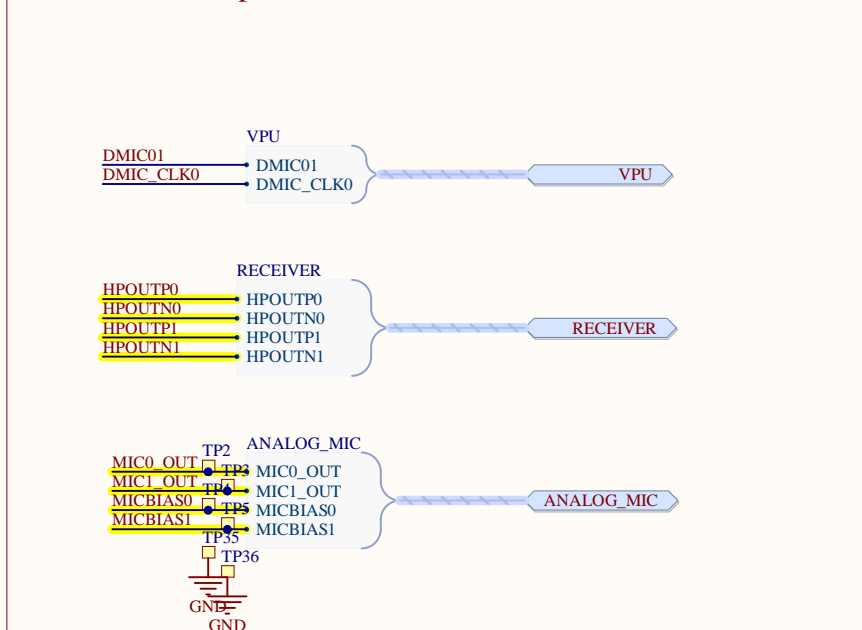 VPU
DMIC01
DMIC_CLK0
DMIC01
DMIC_CLK0
VPU
RECEIVER
HPOUTP0
HPOUTN0
HPOUTP1
HPOUTN1
HPOUTP0
HPOUTN0
HPOUTP1
HPOUTN1
RECEIVER
TP2
ANALOG_MIC
MIC0_OUT
TP3
MIC1_OUT
MICBIAS0
TP5
MICBIAS1
MIC0_OUT
MIC1_OUT
MICBIAS0
MICBIAS1
ANALOG_MIC
TP35
TP36
GND
GND